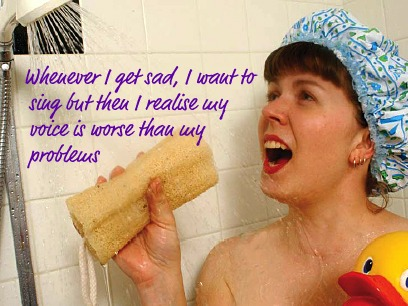 Whenever I get sad, I want to
sing but then I realise my
voice is worse than my
problems